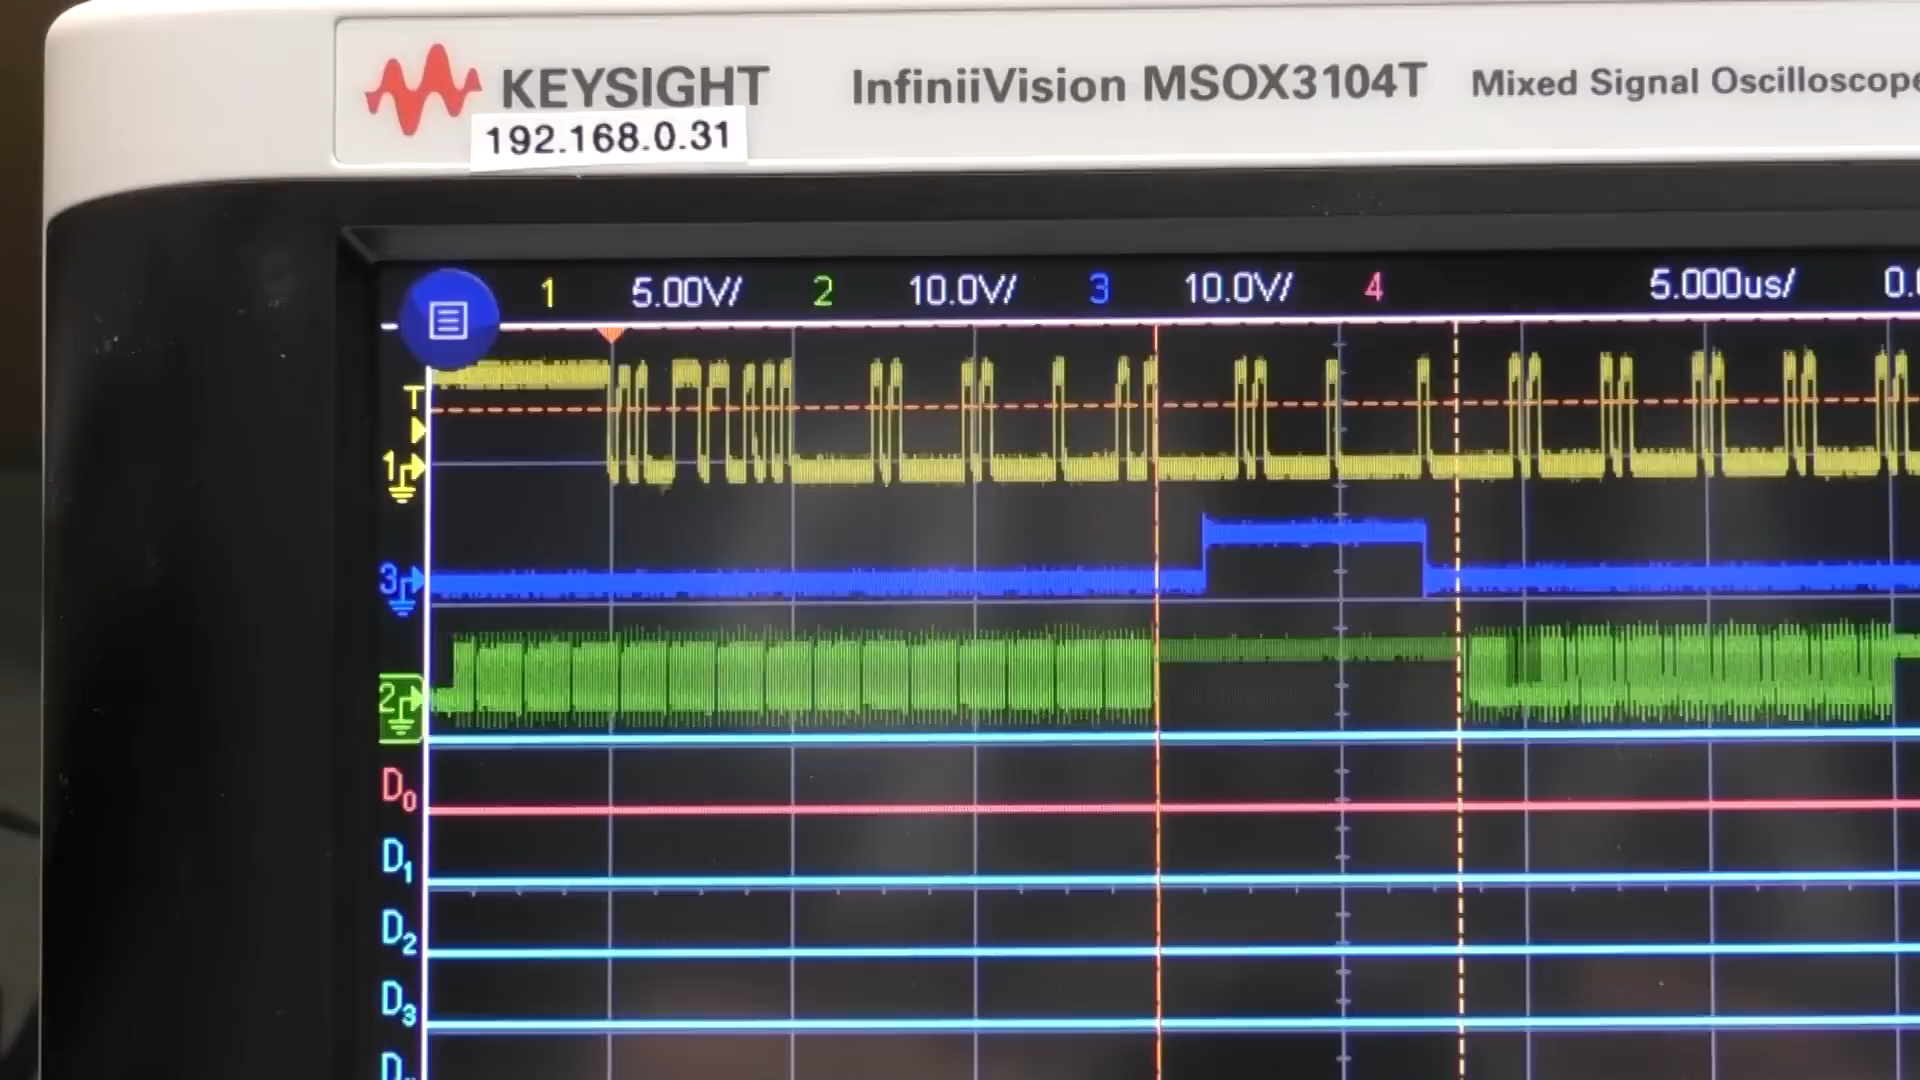 KEYSIGHT InfiniiVision MSOX3104T Mixed Signal Oscilloscope
192.168.0.31
1 5.00V/ 2 10.0V/ 3 10.0V/ 4 5.000us/
T
1
3
2
D0
D1
D2
D3